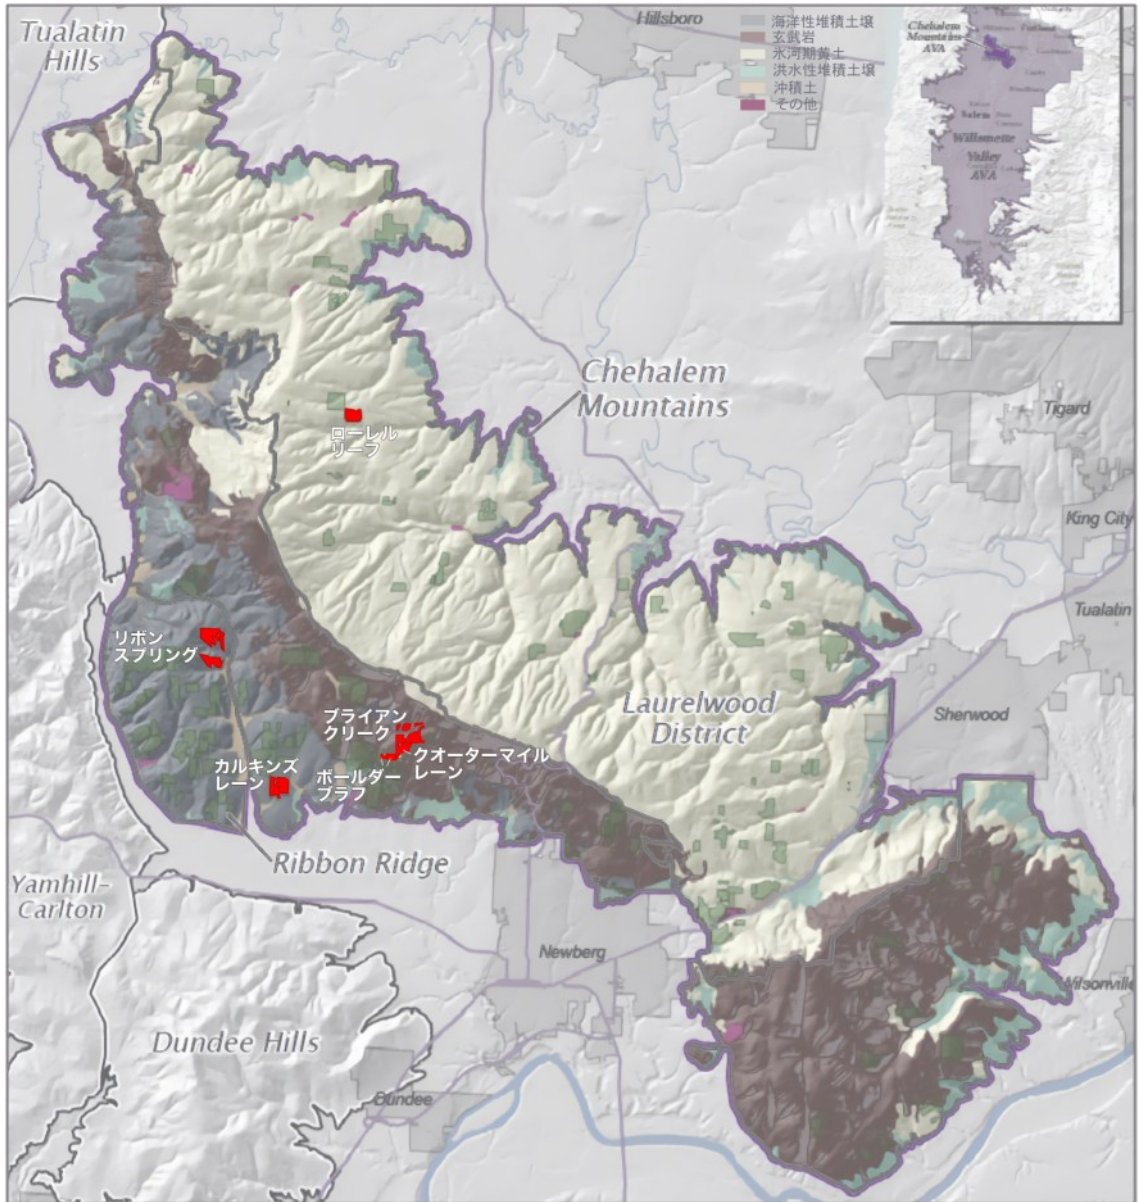 Tualatin
Hills
Hillsboro
海洋性堆積土壌
玄武岩
氷河期黄土
洪水性堆積土壌
沖積土
その他
Chehalem
Mountains
AVA
Salem
Willamette
Valley
AVA
Chehalem
Mountains
Tigard
ローレル
リーフ
King City
Tualatin
リボン
スプリング
Laurelwood
District
Sherwood
ブライアン
クリーク
クオーターマイル
レーン
カルキンズ
レーン
ボールダー
ブラフ
Ribbon Ridge
Yamhill-
Carlton
Newberg
Wilsonville
Dundee Hills
Dundee